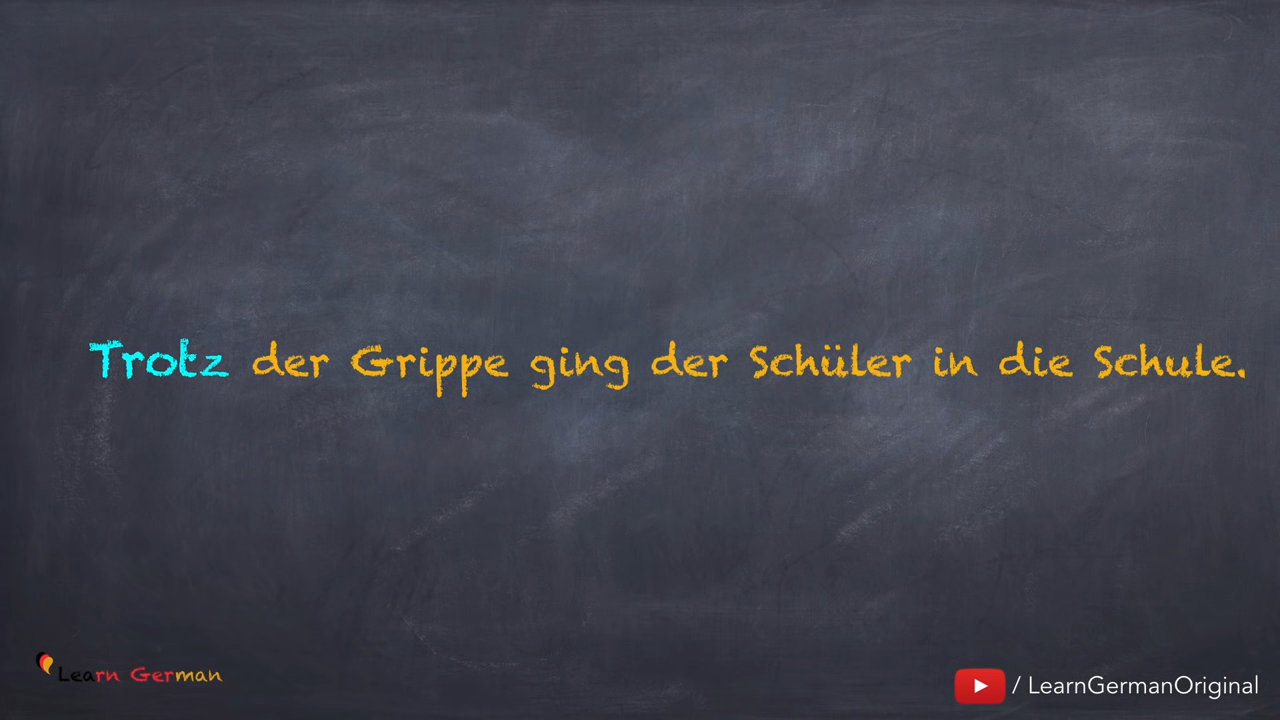 Trotz der Grippe ging der Schüler in die Schule.
Learn German
/ LearnGermanOriginal